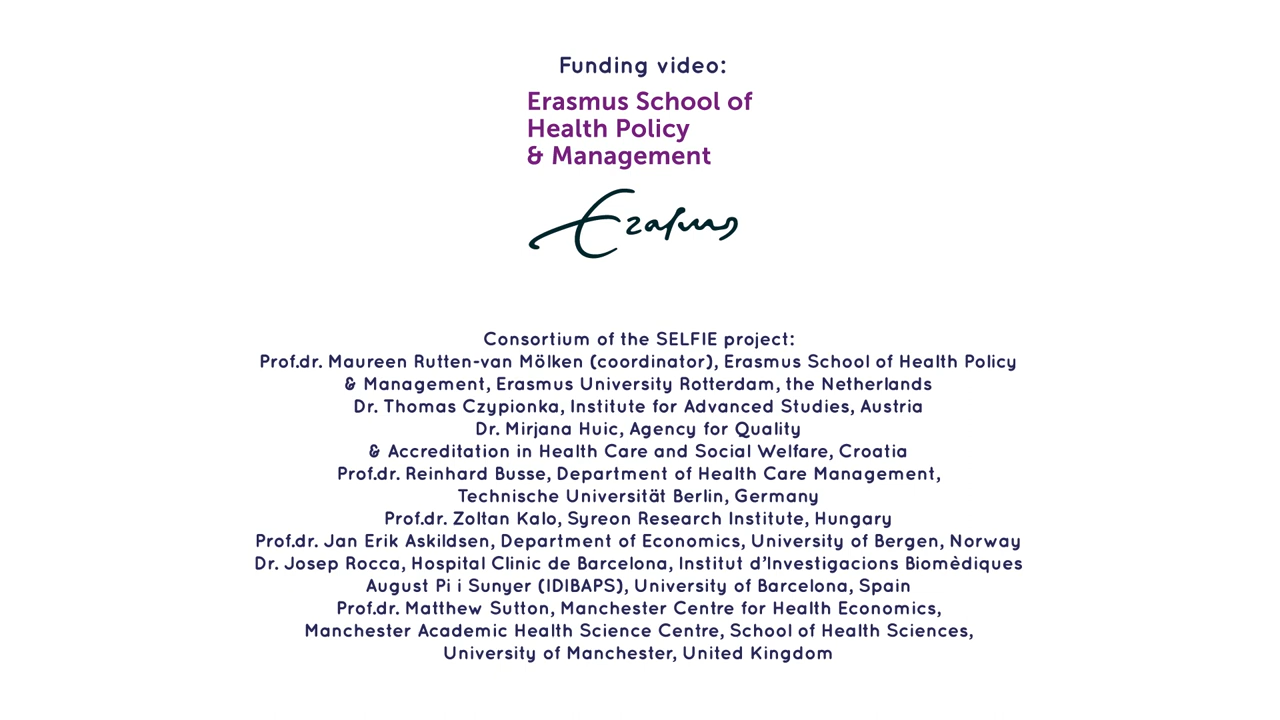 Funding video:
Erasmus School of
Health Policy
& Management
Erasmus
Consortium of the SELFIE project:
Prof.dr. Maureen Rutten-van Mölken (coordinator), Erasmus School of Health Policy
& Management, Erasmus University Rotterdam, the Netherlands
Dr. Thomas Czypionka, Institute for Advanced Studies, Austria
Dr. Mirjana Huic, Agency for Quality
& Accreditation in Health Care and Social Welfare, Croatia
Prof.dr. Reinhard Busse, Department of Health Care Management,
Technische Universität Berlin, Germany
Prof.dr. Zoltan Kalo, Syreon Research Institute, Hungary
Prof.dr. Jan Erik Askildsen, Department of Economics, University of Bergen, Norway
Dr. Josep Rocca, Hospital Clinic de Barcelona, Institut d’Investigacions Biomèdiques
August Pi i Sunyer (IDIBAPS), University of Barcelona, Spain
Prof.dr. Matthew Sutton, Manchester Centre for Health Economics,
Manchester Academic Health Science Centre, School of Health Sciences,
University of Manchester, United Kingdom